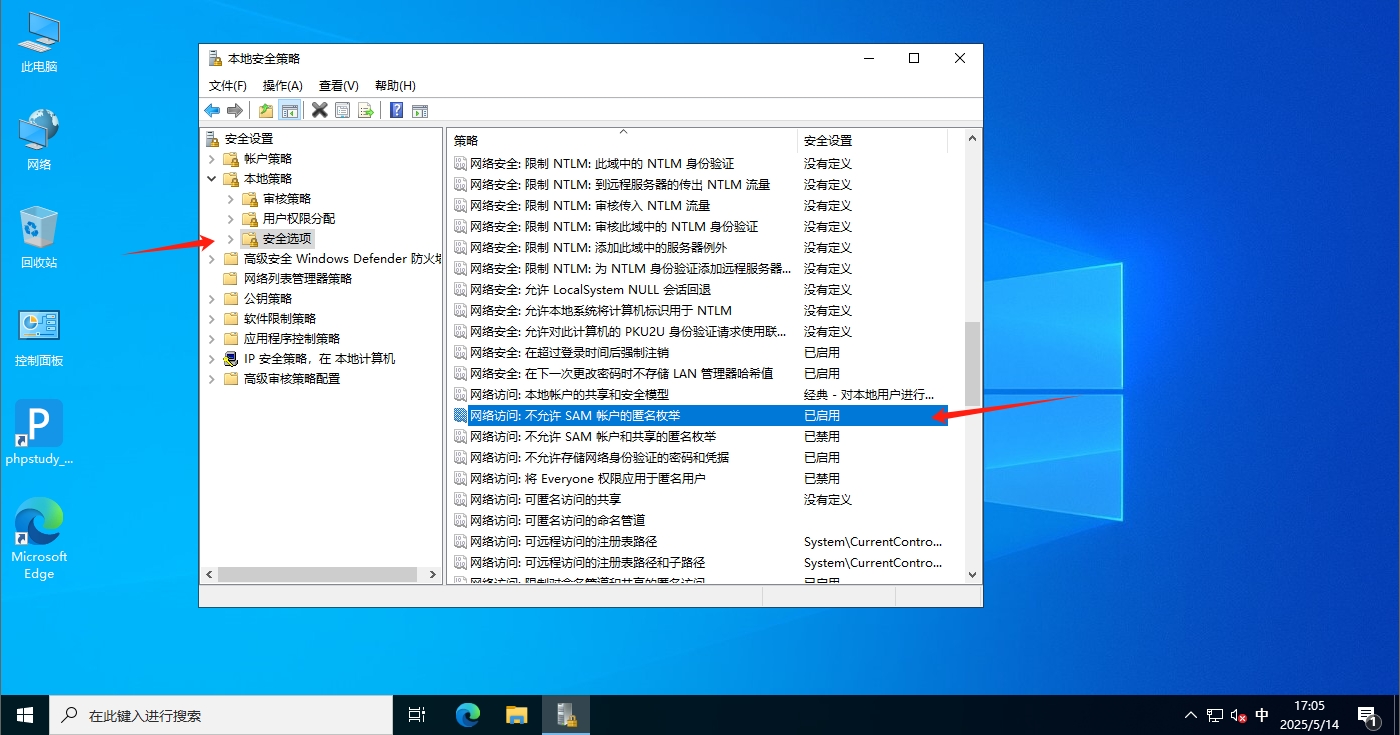 此电脑
网络
回收站
控制面板
phpstudy_...
Microsoft
Edge
本地安全策略
文件(F) 操作(A) 查看(V) 帮助(H)
安全设置
帐户策略
本地策略
审核策略
用户权限分配
安全选项
高级安全 Windows Defender 防火墙
网络列表管理器策略
公钥策略
软件限制策略
应用程序控制策略
IP 安全策略，在 本地计算机
高级审核策略配置
策略 安全设置
网络安全: 限制 NTLM: 此域中的 NTLM 身份验证 没有定义
网络安全: 限制 NTLM: 到远程服务器的传出 NTLM 流量 没有定义
网络安全: 限制 NTLM: 审核传入 NTLM 流量 没有定义
网络安全: 限制 NTLM: 审核此域中的 NTLM 身份验证 没有定义
网络安全: 限制 NTLM: 添加此域中的服务器例外 没有定义
网络安全: 限制 NTLM: 为 NTLM 身份验证添加远程服务器... 没有定义
网络安全: 允许 LocalSystem NULL 会话回退 没有定义
网络安全: 允许本地系统将计算机标识用于 NTLM 没有定义
网络安全: 允许对此计算机的 PKU2U 身份验证请求使用联... 没有定义
网络安全: 在超过登录时间后强制注销 已启用
网络安全: 在下一次更改密码时不存储 LAN 管理器哈希值 已启用
网络访问: 本地帐户的共享和安全模型 经典 - 对本地用户进行...
网络访问: 不允许 SAM 帐户的匿名枚举 已启用
网络访问: 不允许 SAM 帐户和共享的匿名枚举 已禁用
网络访问: 不允许存储网络身份验证的密码和凭据 已启用
网络访问: 将 Everyone 权限应用于匿名用户 已禁用
网络访问: 可匿名访问的共享 没有定义
网络访问: 可匿名访问的命名管道
网络访问: 可远程访问的注册表路径 System\CurrentContro...
网络访问: 可远程访问的注册表路径和子路径 System\CurrentContro...
网络访问: 限制对命名管道和共享的匿名访问 已启用
在此键入进行搜索
中
17:05
2025/5/14
1